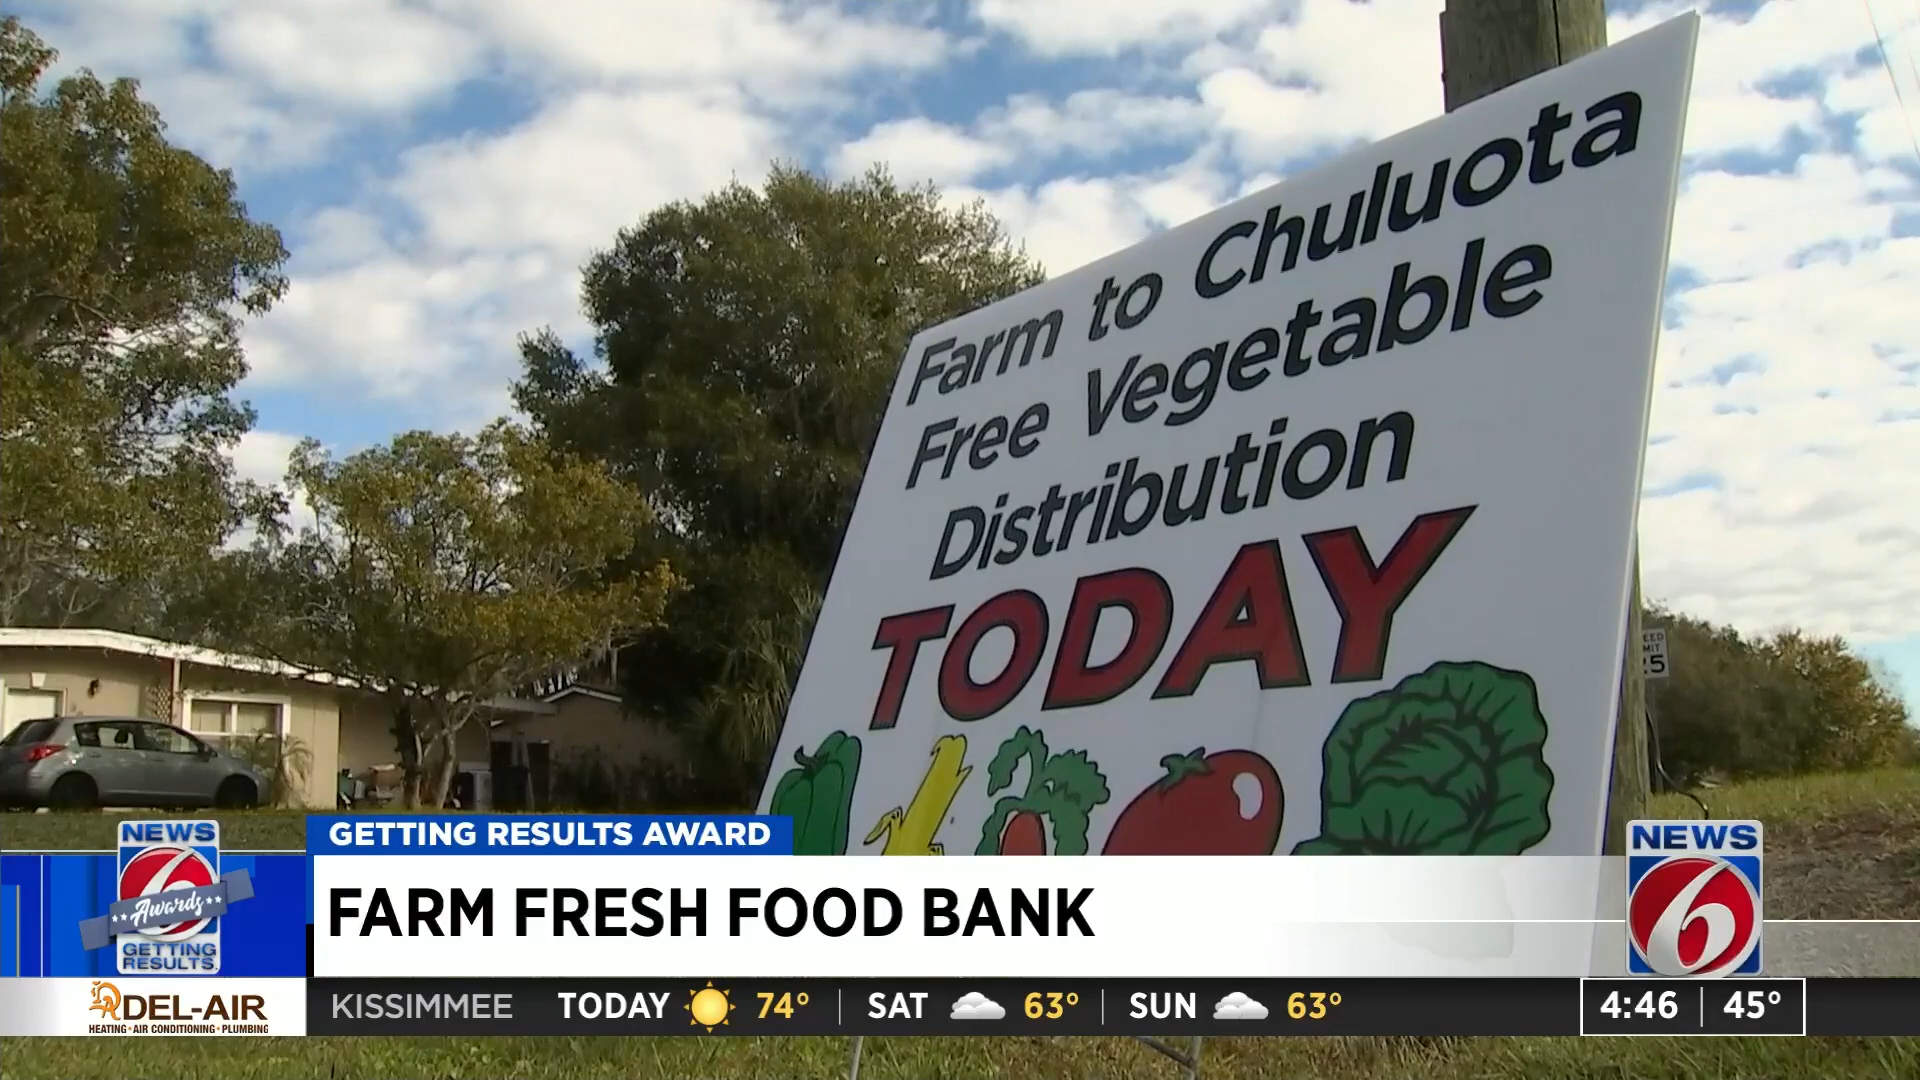 Farm to Chuluota
Free Vegetable
Distribution
TODAY
25
NEWS
6
Awards
GETTING
RESULTS
GETTING RESULTS AWARD
FARM FRESH FOOD BANK
NEWS
6
DEL-AIR
HEATING • AIR CONDITIONING • PLUMBING
KISSIMMEE TODAY 74° SAT 63° SUN 63°
4:46 45°